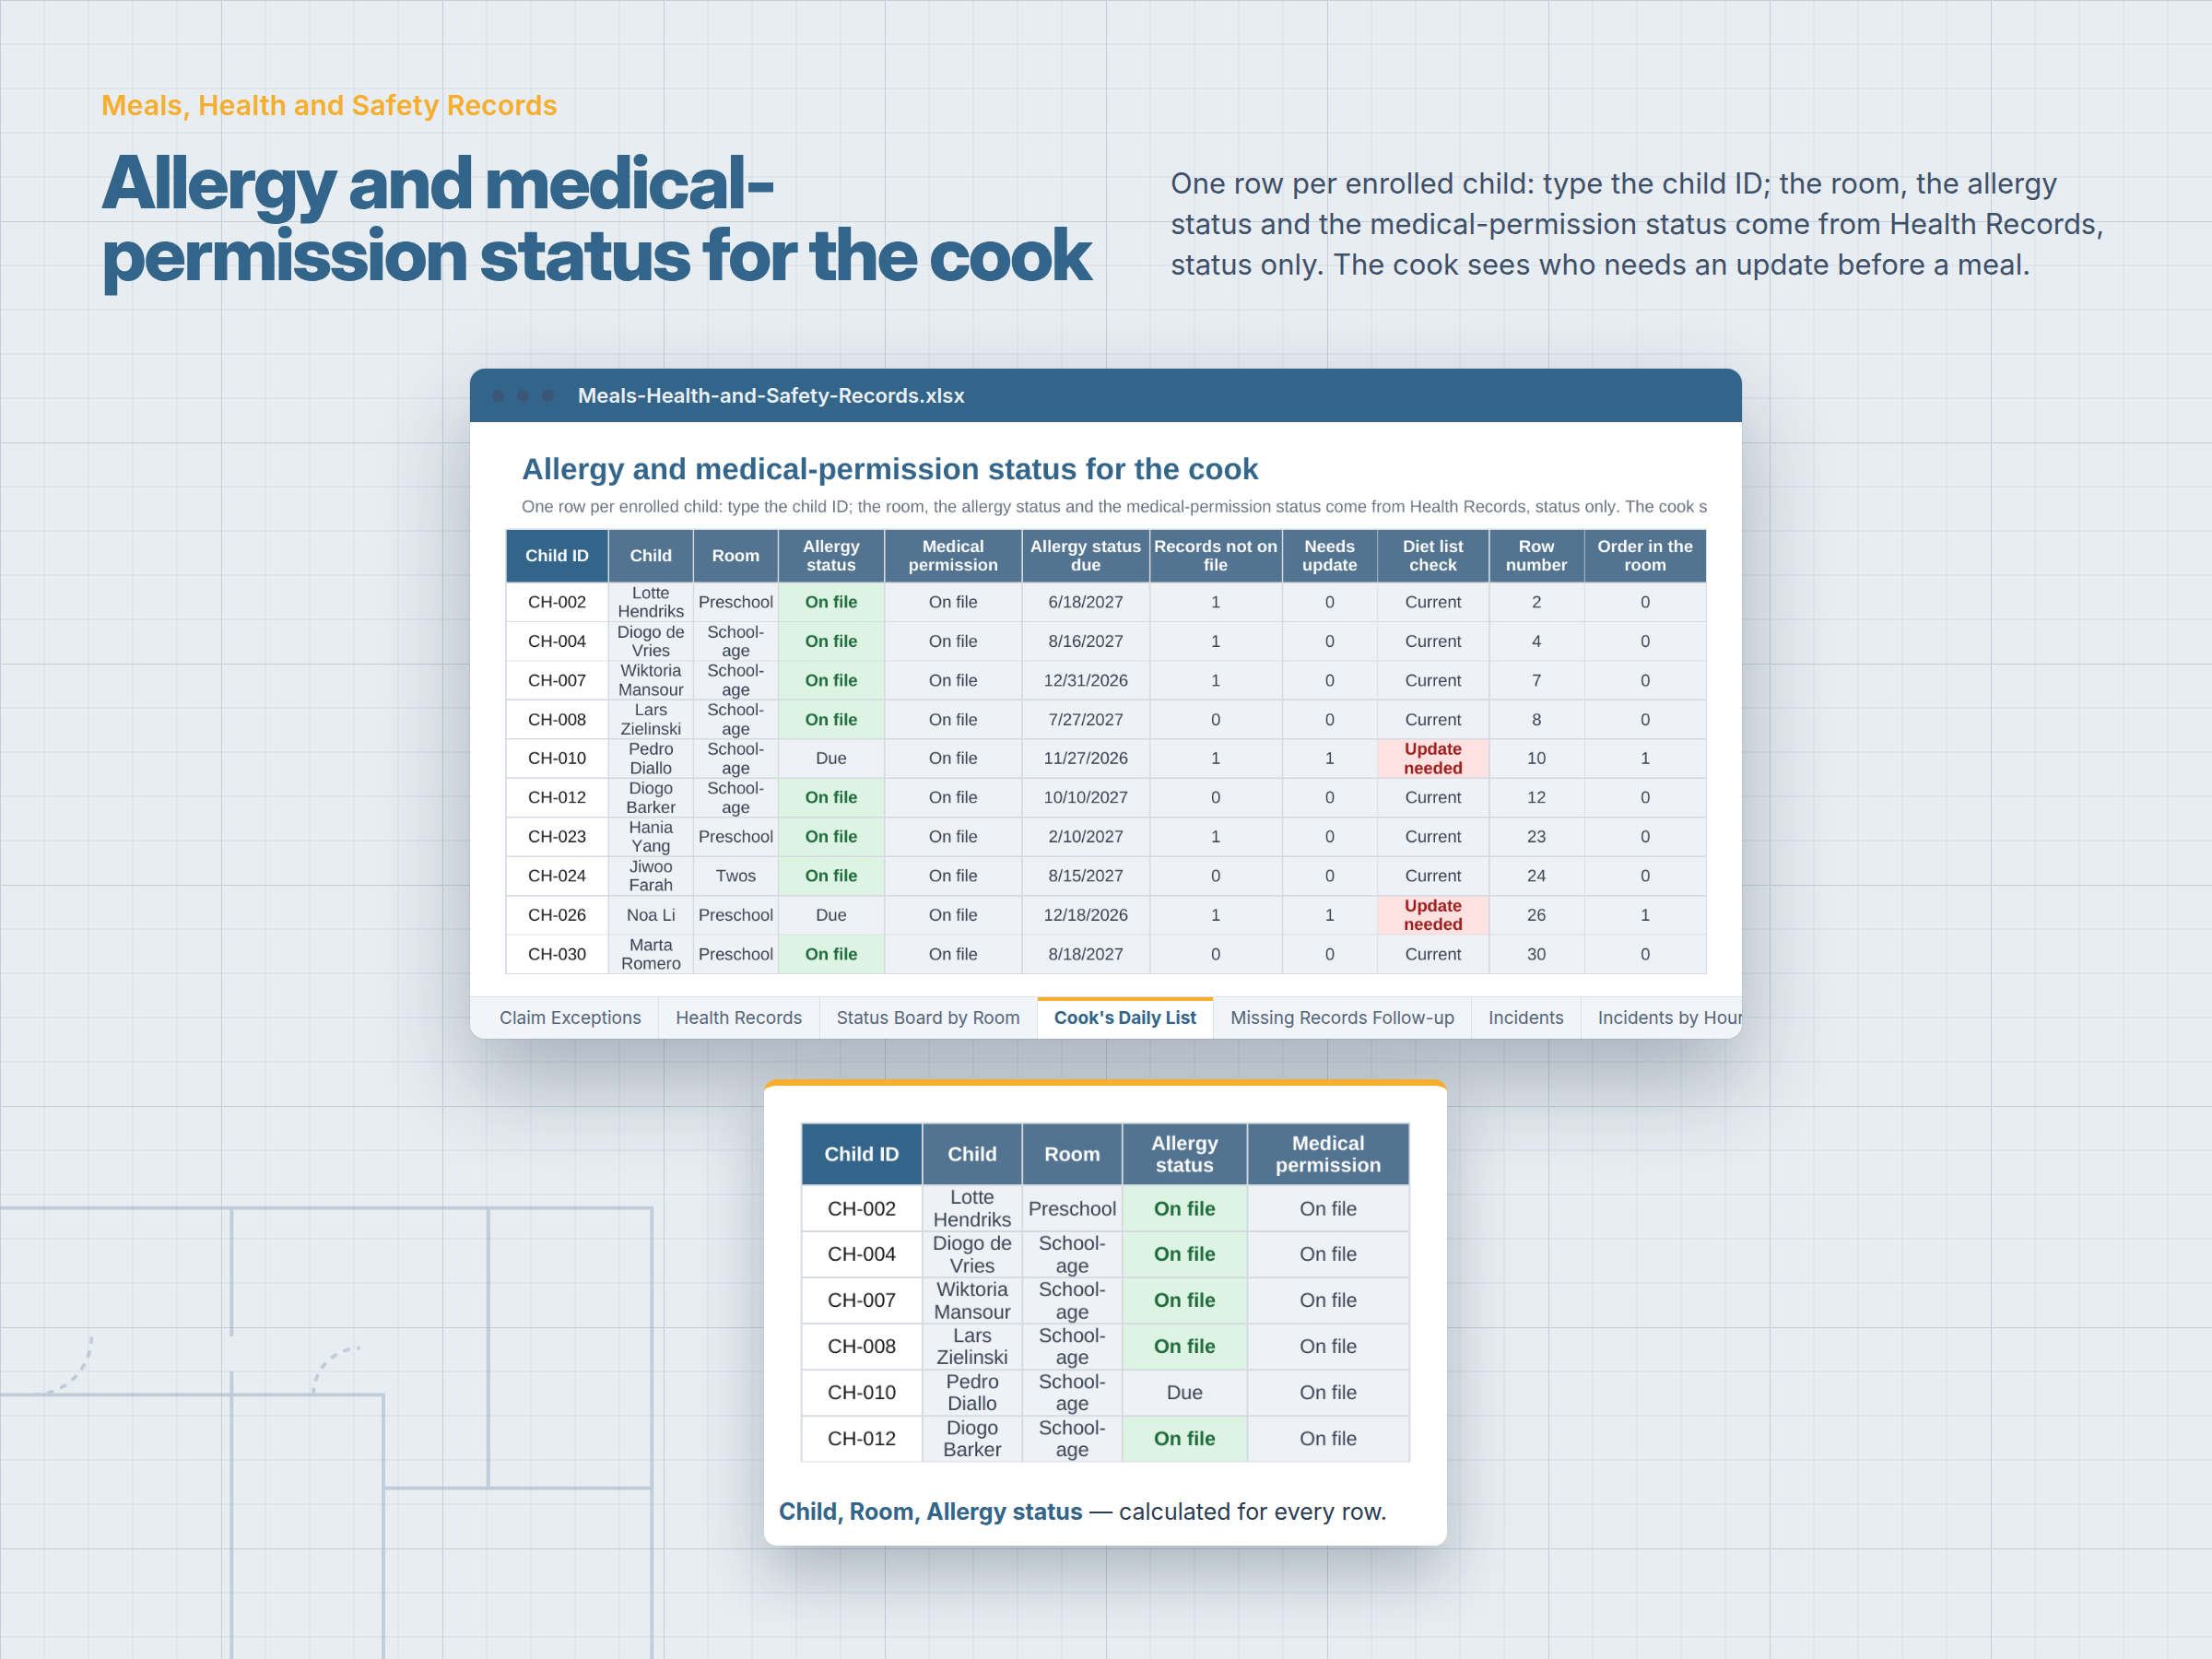 Meals, Health and Safety Records
Allergy and medical-
permission status for the cook
One row per enrolled child: type the child ID; the room, the allergy
status and the medical-permission status come from Health Records,
status only. The cook sees who needs an update before a meal.
Meals-Health-and-Safety-Records.xlsx
Allergy and medical-permission status for the cook
One row per enrolled child: type the child ID; the room, the allergy status and the medical-permission status come from Health Records, status only. The cook s
Child ID Child Room Allergy status Medical permission Allergy status due Records not on file Needs update Diet list check Row number Order in the room
CH-002 Lotte Hendriks Preschool On file On file 6/18/2027 1 0 Current 2 0
CH-004 Diogo de Vries School-age On file On file 8/16/2027 1 0 Current 4 0
CH-007 Wiktoria Mansour School-age On file On file 12/31/2026 1 0 Current 7 0
CH-008 Lars Zielinski School-age On file On file 7/27/2027 0 0 Current 8 0
CH-010 Pedro Diallo School-age Due On file 11/27/2026 1 1 Update needed 10 1
CH-012 Diogo Barker School-age On file On file 10/10/2027 0 0 Current 12 0
CH-023 Hania Yang Preschool On file On file 2/10/2027 1 0 Current 23 0
CH-024 Jiwoo Farah Twos On file On file 8/15/2027 0 0 Current 24 0
CH-026 Noa Li Preschool Due On file 12/18/2026 1 1 Update needed 26 1
CH-030 Marta Romero Preschool On file On file 8/18/2027 0 0 Current 30 0
Claim Exceptions Health Records Status Board by Room Cook's Daily List Missing Records Follow-up Incidents Incidents by Hour
Child ID Child Room Allergy status Medical permission
CH-002 Lotte Hendriks Preschool On file On file
CH-004 Diogo de Vries School-age On file On file
CH-007 Wiktoria Mansour School-age On file On file
CH-008 Lars Zielinski School-age On file On file
CH-010 Pedro Diallo School-age Due On file
CH-012 Diogo Barker School-age On file On file
Child, Room, Allergy status — calculated for every row.